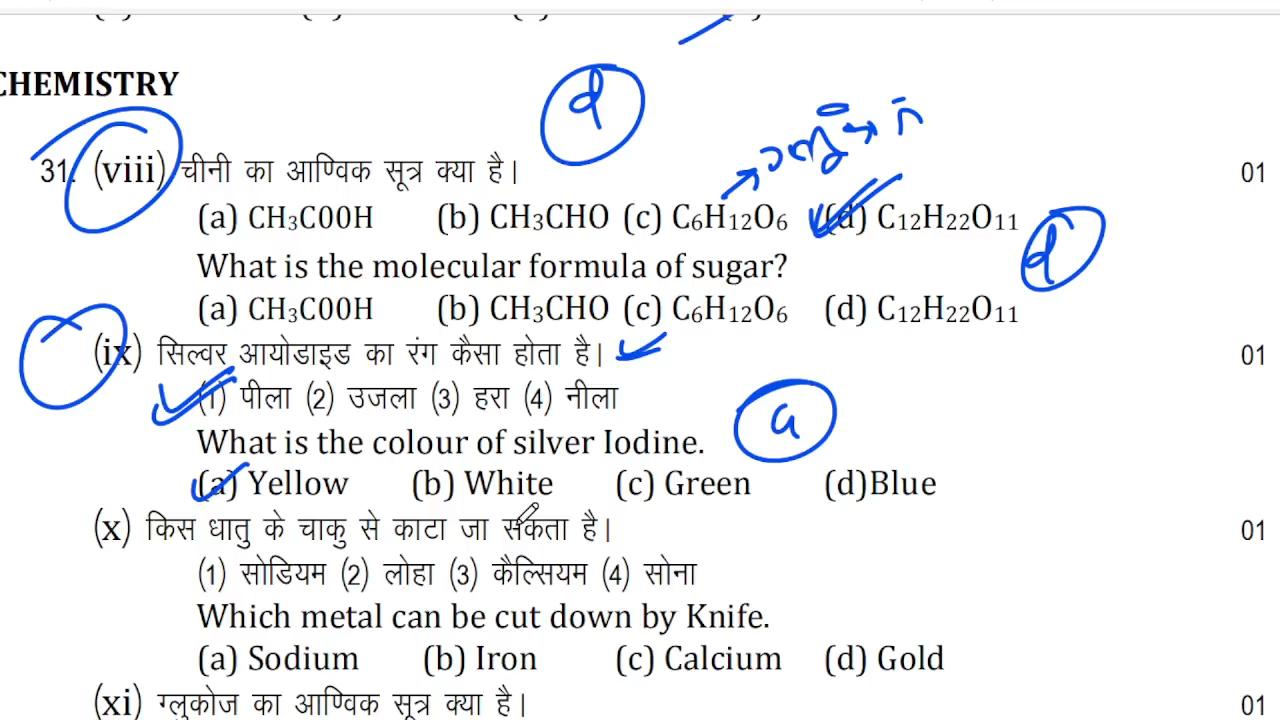 CHEMISTRY
d
31. (viii) चीनी का आण्विक सूत्र क्या है। 01
(a) CH₃C00H (b) CH₃CHO (c) C₆H₁₂O₆ (d) C₁₂H₂₂O₁₁
What is the molecular formula of sugar? d
(a) CH₃C00H (b) CH₃CHO (c) C₆H₁₂O₆ (d) C₁₂H₂₂O₁₁
(ix) सिल्वर आयोडाइड का रंग कैसा होता है। 01
(1) पीला (2) उजला (3) हरा (4) नीला
What is the colour of silver Iodine. a
(a) Yellow (b) White (c) Green (d)Blue
(x) किस धातु के चाकु से काटा जा सकता है। 01
(1) सोडियम (2) लोहा (3) कैल्सियम (4) सोना
Which metal can be cut down by Knife.
(a) Sodium (b) Iron (c) Calcium (d) Gold
(xi) ग्लुकोज का आण्विक सूत्र क्या है। 01